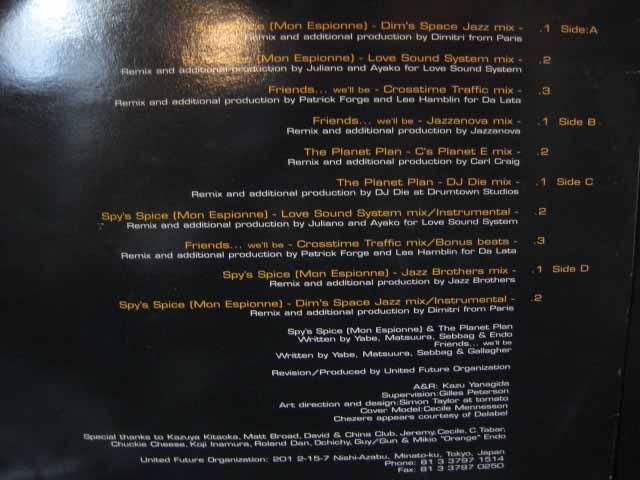 Spice (Mon Espionne) - Dim's Space Jazz mix - .1 Side:A
Remix and additional production by Dimitri from Paris
(Mon Espionne) - Love Sound System mix - .2
Remix and additional production by Juliano and Ayako for Love Sound System
Friends... we'll be - Crosstime Traffic mix - .3
Remix and additional production by Patrick Forge and Lee Hamblin for Da Lata
Friends... we'll be - Jazzanova mix - .1 Side B
Remix and additional production by Jazzanova
The Planet Plan - C's Planet E mix - .2
Remix and additional production by Carl Craig
The Planet Plan - DJ Die mix - .1 Side C
Remix and additional production by DJ Die at Drumtown Studios
Spy's Spice (Mon Espionne) - Love Sound System mix/Instrumental - .2
Remix and additional production by Juliano and Ayako for Love Sound System
Friends... we'll be - Crosstime Traffic mix/Bonus beats - .3
Remix and additional production by Patrick Forge and Lee Hamblin for Da Lata
Spy's Spice (Mon Espionne) - Jazz Brothers mix - .1 Side D
Remix and additional production by Jazz Brothers
Spy's Spice (Mon Espionne) - Dim's Space Jazz mix/Instrumental - .2
Remix and additional production by Dimitri from Paris
Spy's Spice (Mon Espionne) & The Planet Plan
Written by Yabe, Matsuura, Sebbag & Endo
Friends... we'll be
Written by Yabe, Matsuura, Sebbag & Gallagher
Revision/Produced by United Future Organization
A&R: Kazu Yanagida
Supervision:Gilles Peterson
Art direction and design:Simon Taylor at tomato
Cover Model:Cecile Mennesson
Chezere appears courtesy of Delabel
Special thanks to Kazuya Kitaoka, Matt Broad, David & China Club, Jeremy,Cecile, C.Taber,
Chuckie Cheese, Koji Inamura, Roland Dan, Dchichy, Guy/Gun & Mikio "Orange" Endo
United Future Organization: 201 2-15-7 Nishi-Azabu, Minato-ku, Tokyo, Japan
Phone: 81 3 3797 1514
Fax: 81 3 3797 0250